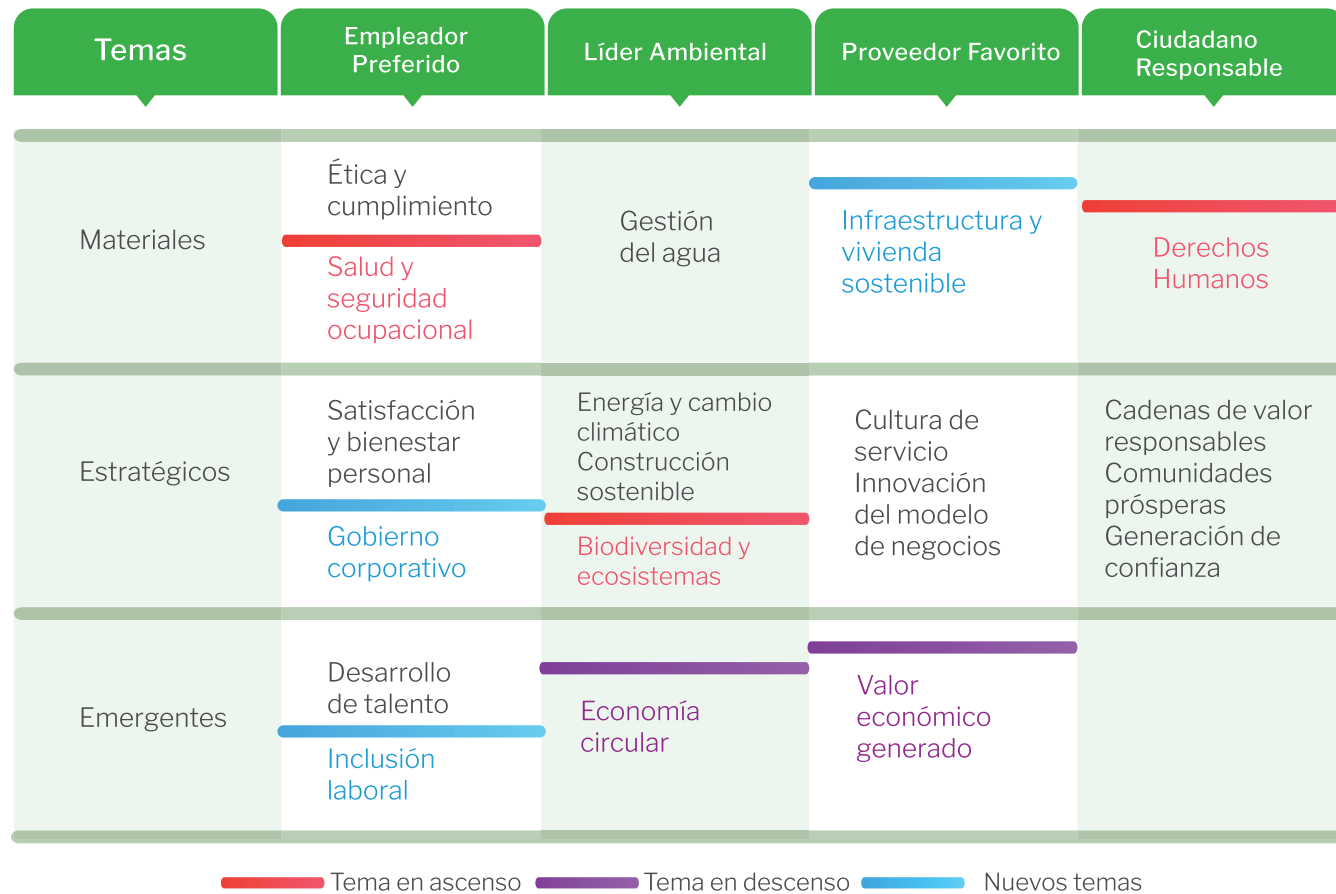 Temas
Empleador
Preferido
Líder Ambiental
Proveedor Favorito
Ciudadano
Responsable
Materiales
Ética y
cumplimiento
Salud y
seguridad
ocupacional
Gestión
del agua
Infraestructura y
vivienda
sostenible
Derechos
Humanos
Estratégicos
Satisfacción
y bienestar
personal
Gobierno
corporativo
Energía y cambio
climático
Construcción
sostenible
Biodiversidad y
ecosistemas
Cultura de
servicio
Innovación
del modelo
de negocios
Cadenas de valor
responsables
Comunidades
prósperas
Generación de
confianza
Emergentes
Desarrollo
de talento
Inclusión
laboral
Economía
circular
Valor
económico
generado
Tema en ascenso
Tema en descenso
Nuevos temas